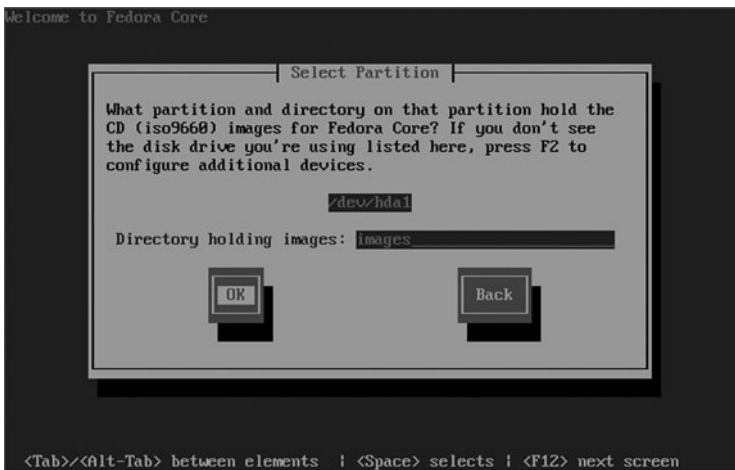 Welcome to Fedora Core
Select Partition
What partition and directory on that partition hold the
CD (iso9660) images for Fedora Core? If you don't see
the disk drive you're using listed here, press F2 to
configure additional devices.
/dev/hda1
Directory holding images: images
OK Back
<Tab>/<Alt-Tab> between elements | <Space> selects | <F12> next screen